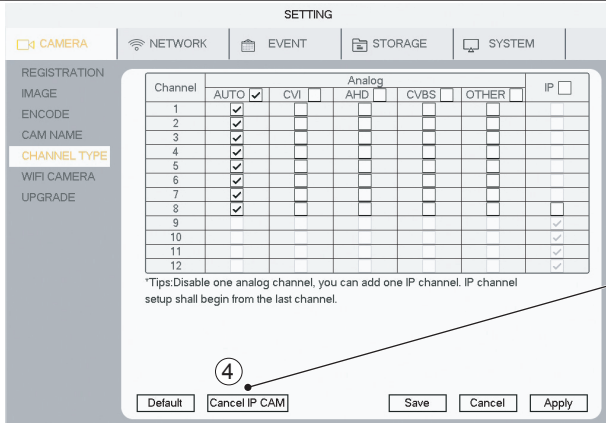 SETTING
CAMERA NETWORK EVENT STORAGE SYSTEM
REGISTRATION
IMAGE
ENCODE
CAM NAME
CHANNEL TYPE
WIFI CAMERA
UPGRADE
Channel Analog IP
AUTO CVI AHD CVBS OTHER
1
2
3
4
5
6
7
8
9
10
11
12
*Tips:Disable one analog channel, you can add one IP channel. IP channel
setup shall begin from the last channel.
4
Default Cancel IP CAM Save Cancel Apply